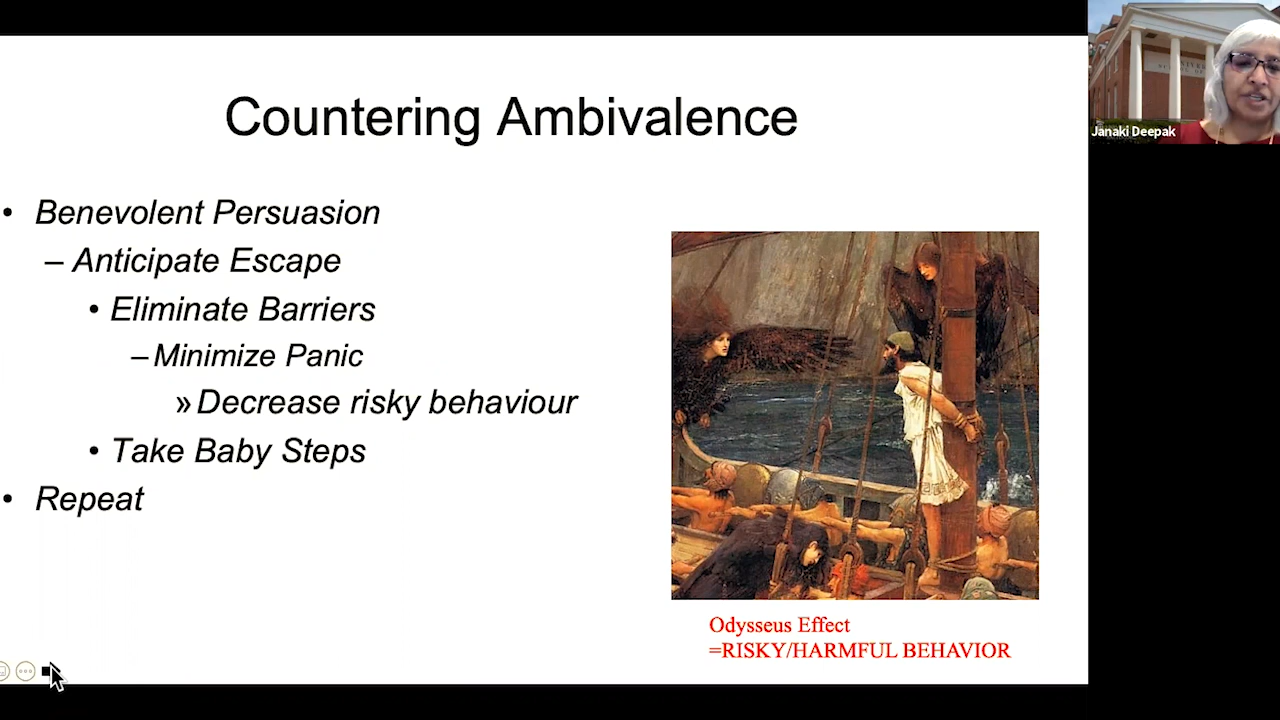 Countering Ambivalence
• Benevolent Persuasion
– Anticipate Escape
• Eliminate Barriers
– Minimize Panic
» Decrease risky behaviour
• Take Baby Steps
• Repeat
Odysseus Effect
=RISKY/HARMFUL BEHAVIOR
Janaki Deepak